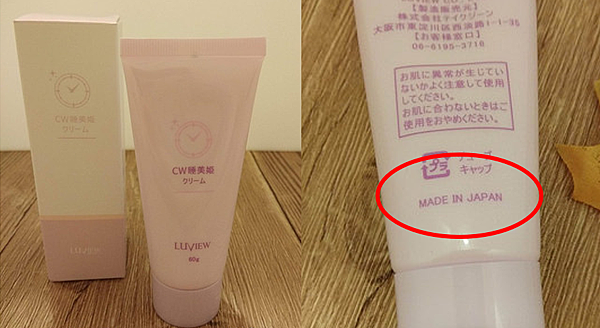 CW睡美姫
クリーム
LUVIEW
CW睡美姫
クリーム
LUVIEW
60g
【製造販売元】
株式会社テイクジーン
大阪市東淀川区西淡路1-1-35
【お客様窓口】
06-6195-3716
お肌に異常が生じてい
ないかよく注意して使用
してください。
お肌に合わないときはご
使用をおやめください。
プラ
チューブ
キャップ
MADE IN JAPAN